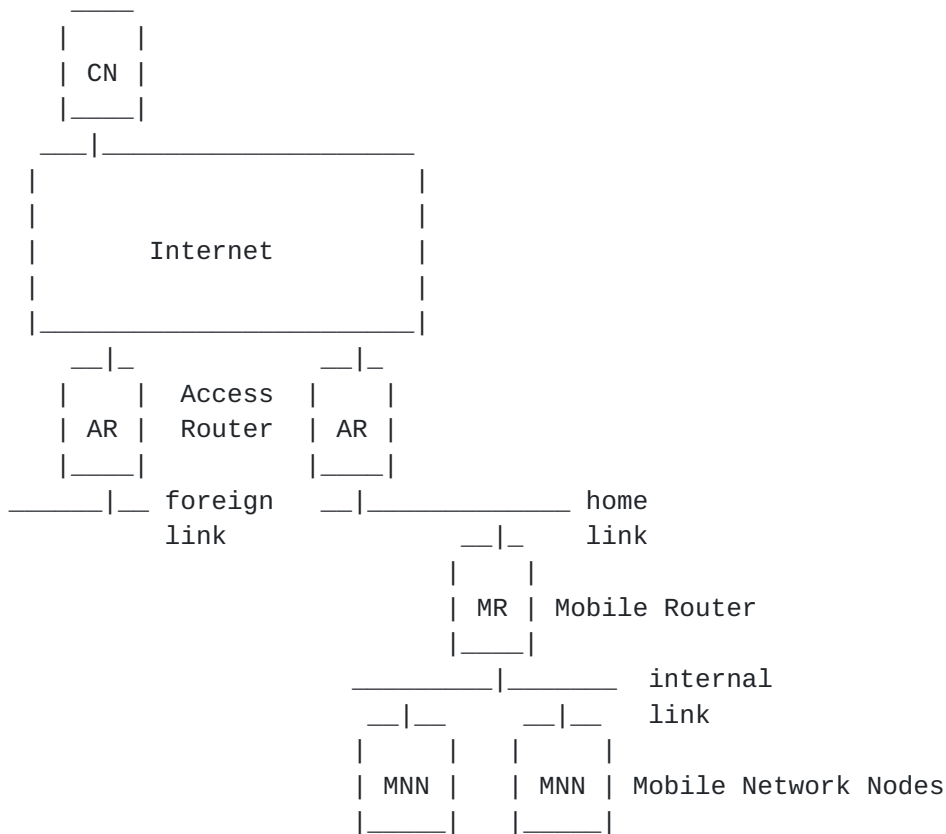 CN
Internet
Access
AR Router AR
foreign home
link link
MR Mobile Router
internal
link
MNN MNN Mobile Network Nodes